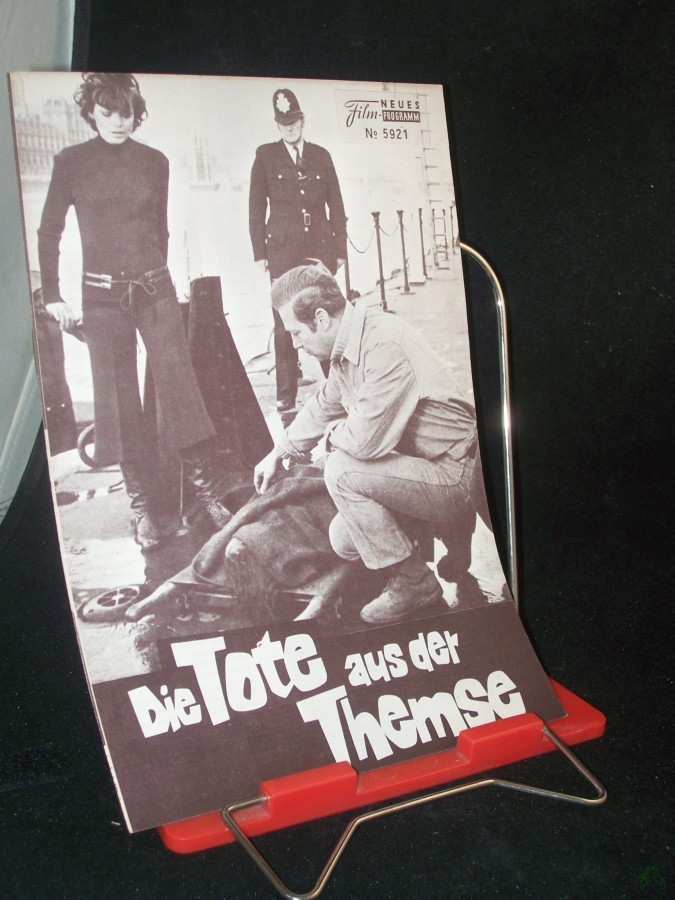 NEUES
Film-PROGRAMM
No 5921
Die Tote aus der
Themse